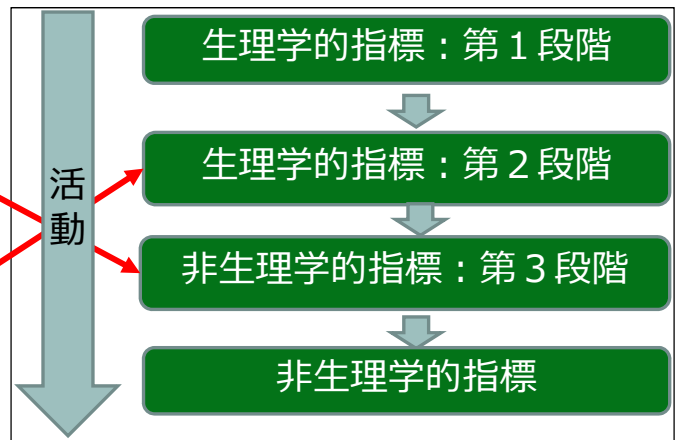 生理学的指標：第１段階
生理学的指標：第２段階
活動
非生理学的指標：第３段階
非生理学的指標